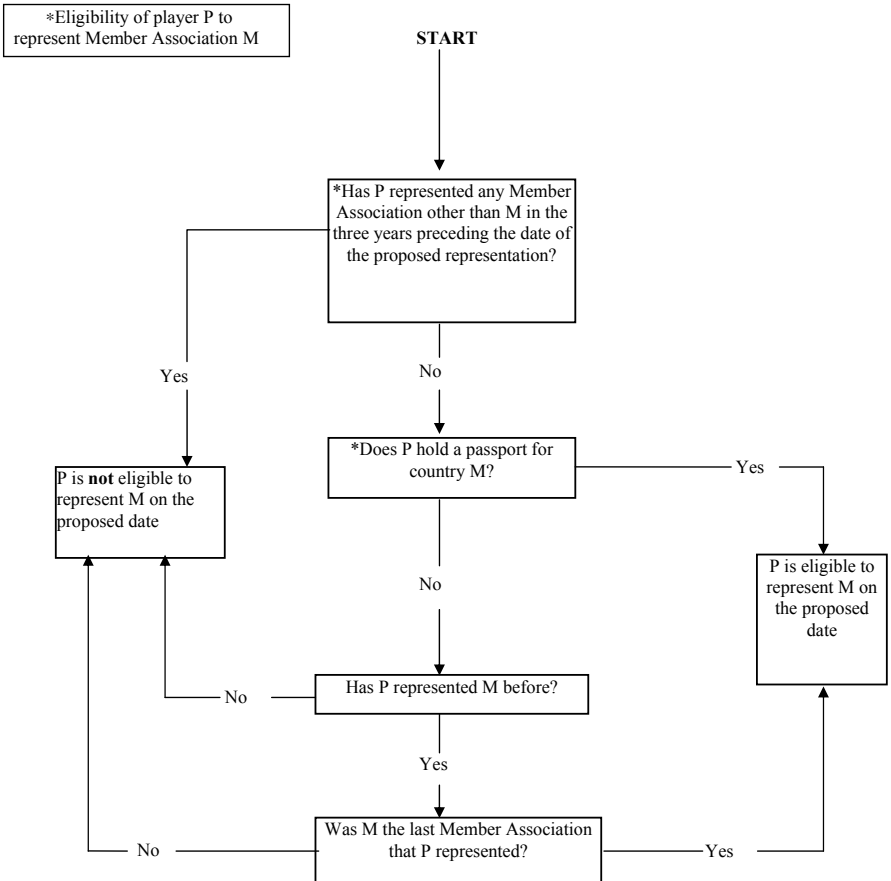 *Eligibility of player P to
represent Member Association M
START
*Has P represented any Member
Association other than M in the
three years preceding the date of
the proposed representation?
Yes
No
*Does P hold a passport for
country M?
Yes
P is not eligible to
represent M on the
proposed date
No
P is eligible to
represent M on
the proposed
date
Has P represented M before?
No
Yes
Was M the last Member Association
that P represented?
No
Yes